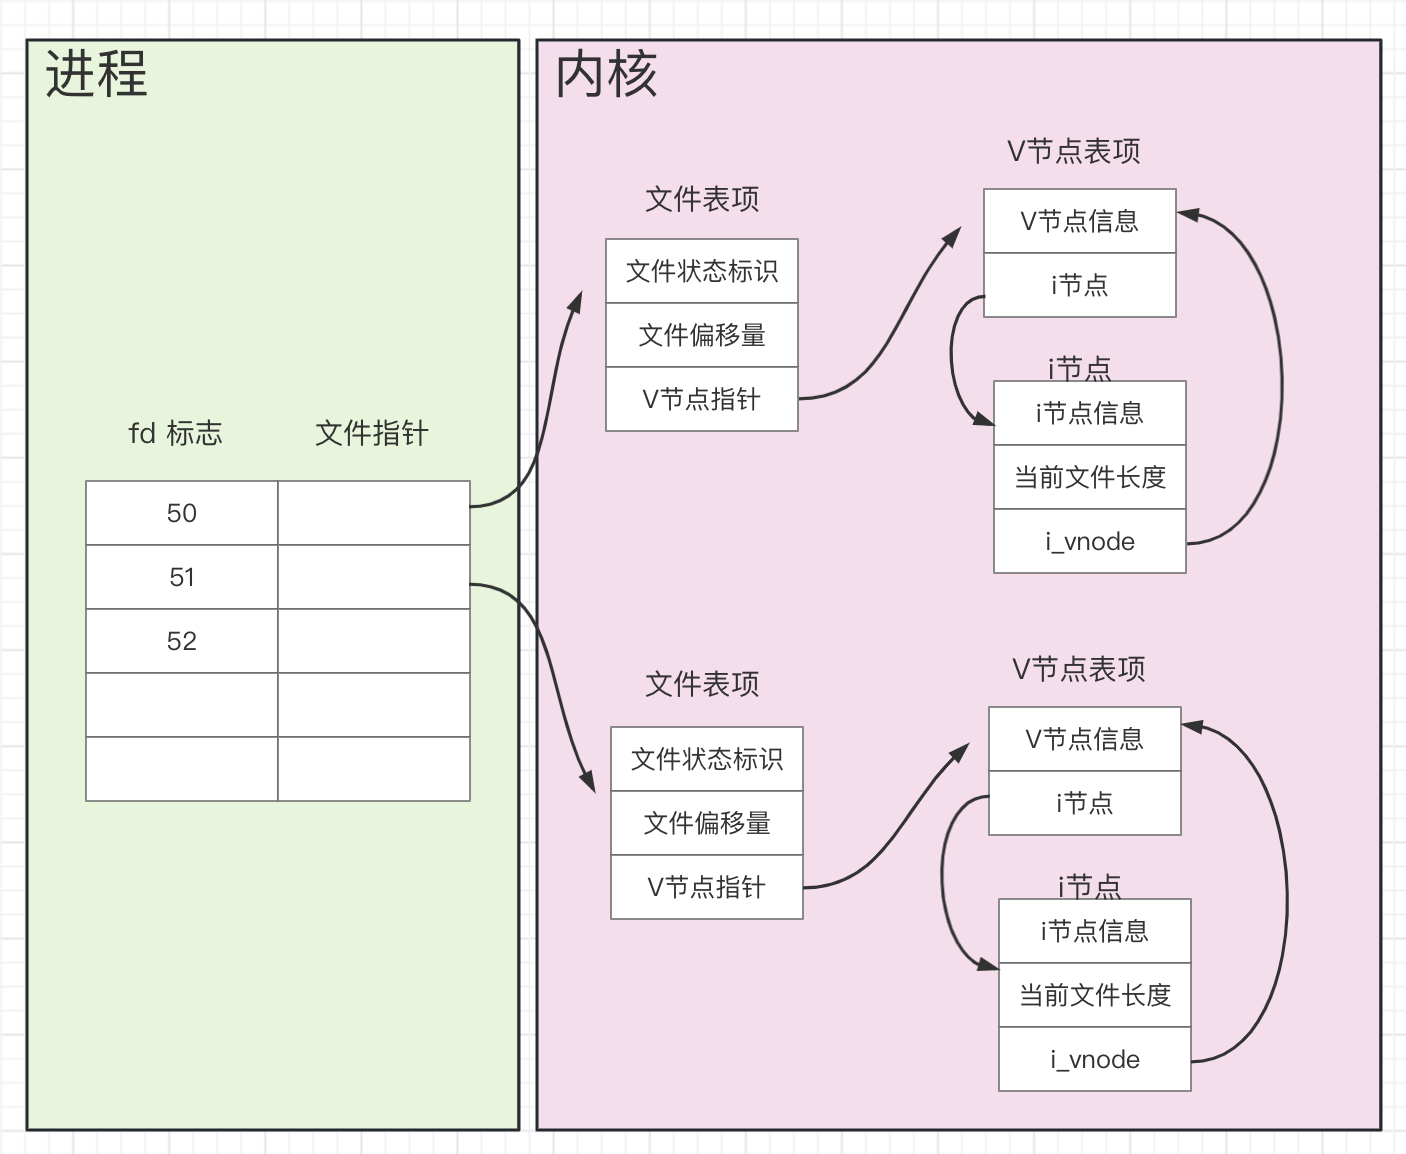 进程
fd 标志
文件指针
50
51
52
内核
文件表项
文件状态标识
文件偏移量
V节点指针
V节点表项
V节点信息
i节点
i节点
i节点信息
当前文件长度
i_vnode
文件表项
文件状态标识
文件偏移量
V节点指针
V节点表项
V节点信息
i节点
i节点
i节点信息
当前文件长度
i_vnode